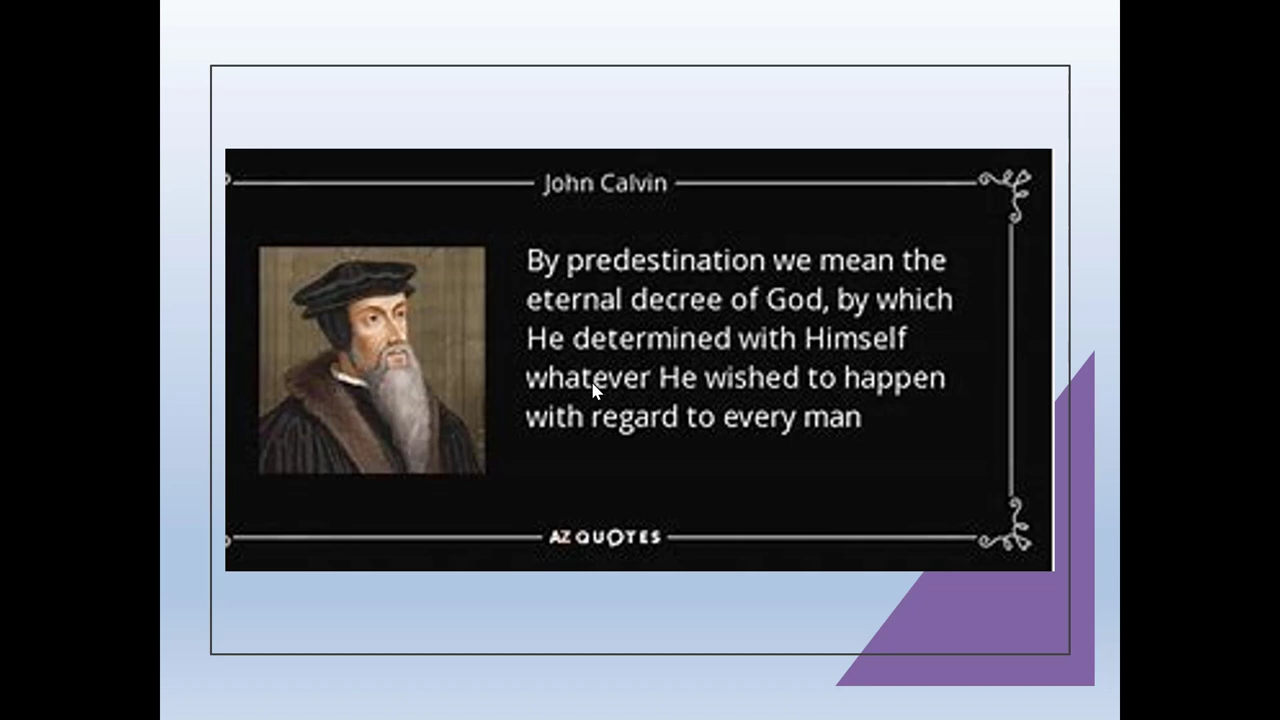 John Calvin
By predestination we mean the
eternal decree of God, by which
He determined with Himself
whatever He wished to happen
with regard to every man
AZ QUOTES